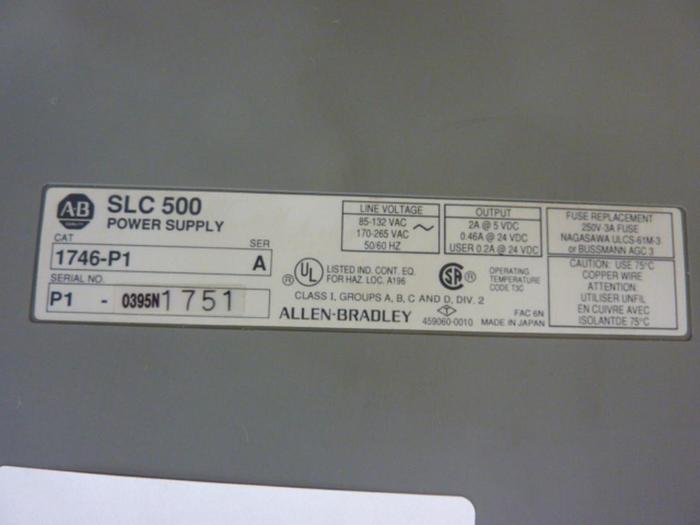 A-B
SLC 500
POWER SUPPLY
CAT
SER
1746-P1
A
SERIAL NO.
P1 - 0395N1751
LINE VOLTAGE
85-132 VAC
170-265 VAC ~
50/60 HZ
OUTPUT
2A @ 5 VDC
0.46A @ 24 VDC
USER 0.2A @ 24 VDC
FUSE REPLACEMENT
250V-3A FUSE
NAGASAWA ULCS-61M-3
or BUSSMANN AGC 3
CAUTION: USE 75°C
COPPER WIRE
ATTENTION:
UTILISER UNFIL
EN CUIVRE AVEC
ISOLANTDE 75°C
® UL LISTED IND. CONT. EQ.
FOR HAZ. LOC. A196
SA ®
OPERATING
TEMPERATURE
CODE T3C
CLASS I, GROUPS A, B, C AND D, DIV. 2
ALLEN-BRADLEY
T
459060-0010
FAC 6N
MADE IN JAPAN